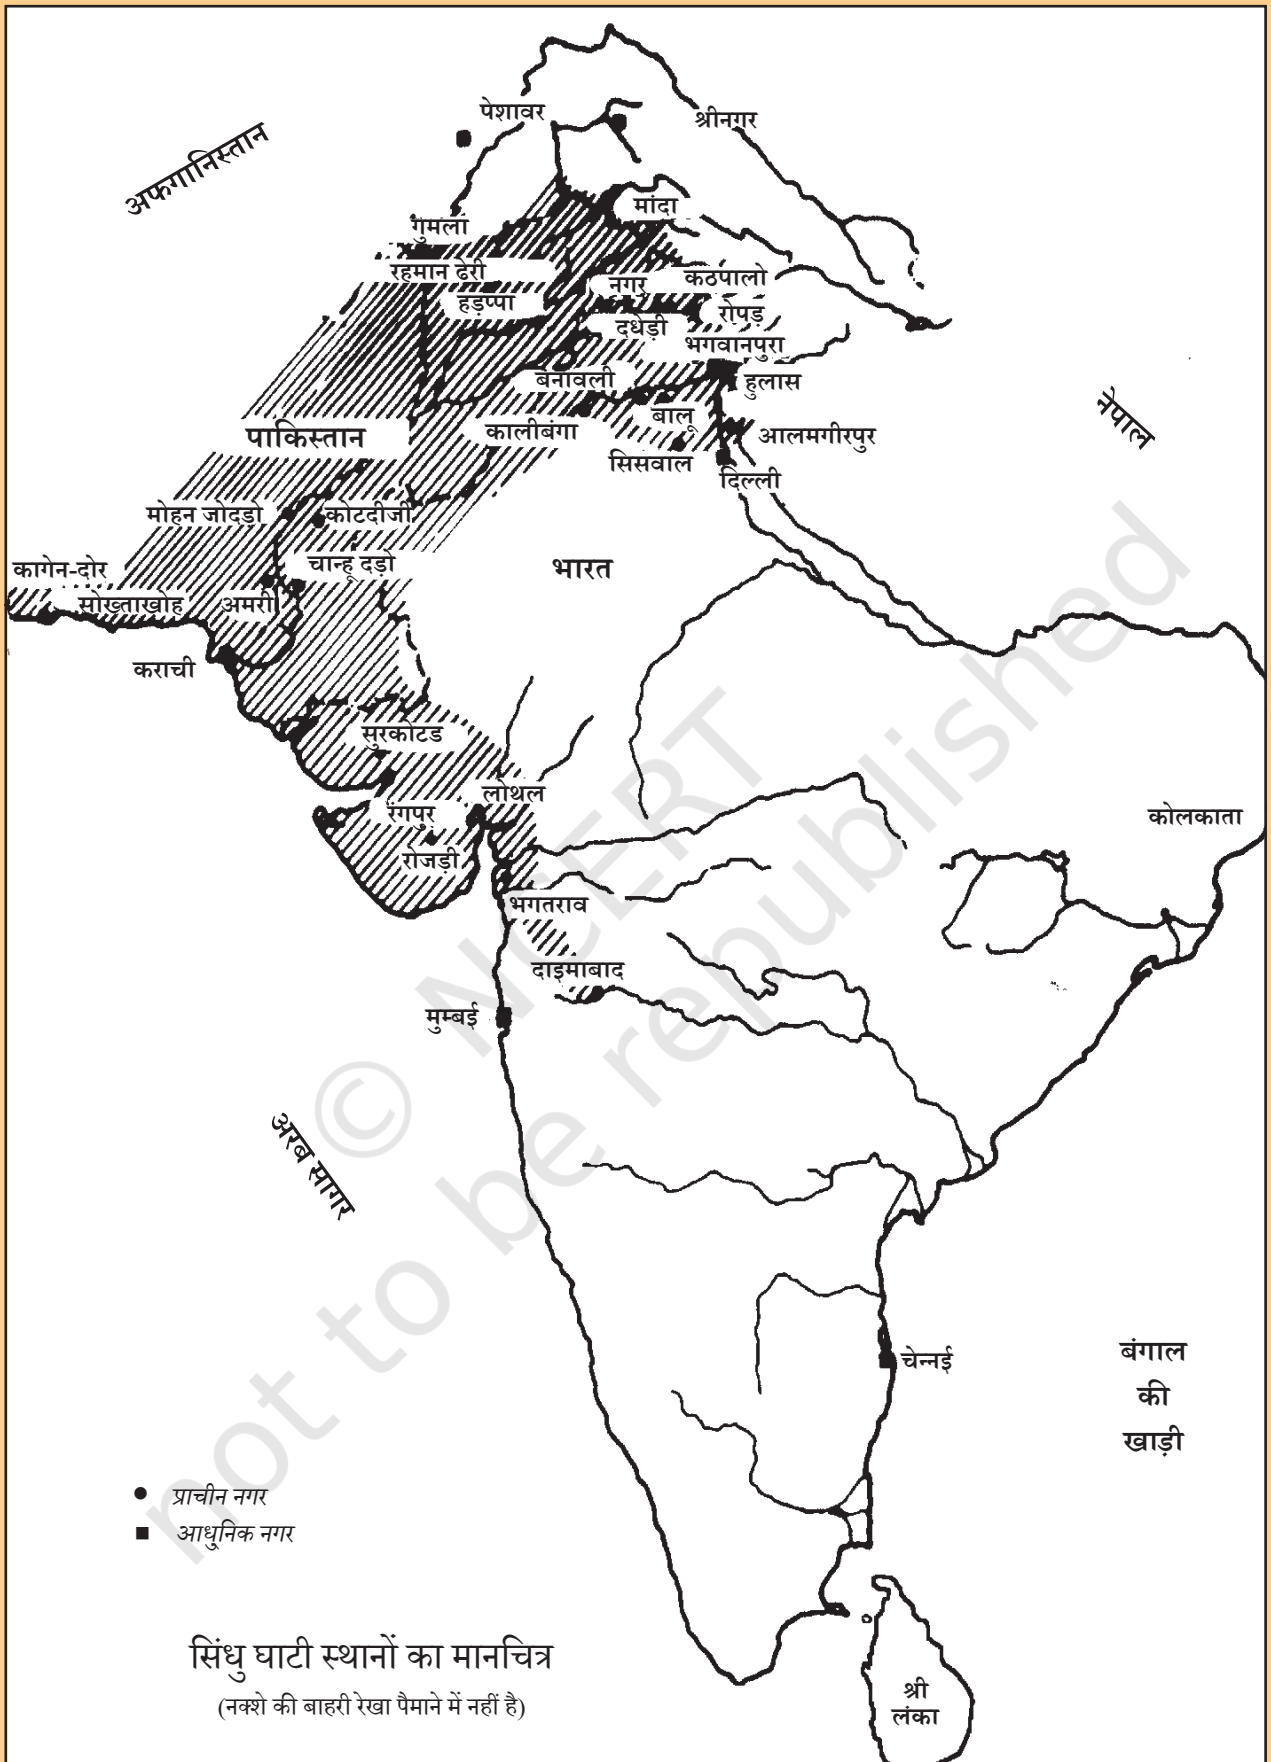 पेशावर
श्रीनगर
अफगानिस्तान
मांदा
गुमला
रहमान ढेरी
कठपालो
नगर
हड़प्पा
रोपड़
दधेड़ी
भगवानपुरा
बनावली
हुलास
नेपाल
बालू
कालीबंगा
पाकिस्तान
आलमगीरपुर
सिसवाल
दिल्ली
मोहन जोदड़ो
कोटदीजी
चान्हू दड़ो
भारत
कागेन-दोर
सोख्ताखोह
अमरी
कराची
सुरकोटड
लोथल
रंगपुर
कोलकाता
रोजड़ी
भगतराव
दाइमाबाद
मुम्बई
अरब सागर
चेन्नई
बंगाल
की
खाड़ी
प्राचीन नगर
आधुनिक नगर
सिंधु घाटी स्थानों का मानचित्र
(नक्शे की बाहरी रेखा पैमाने में नहीं है)
श्री
लंका
© NCERT
not to be republished